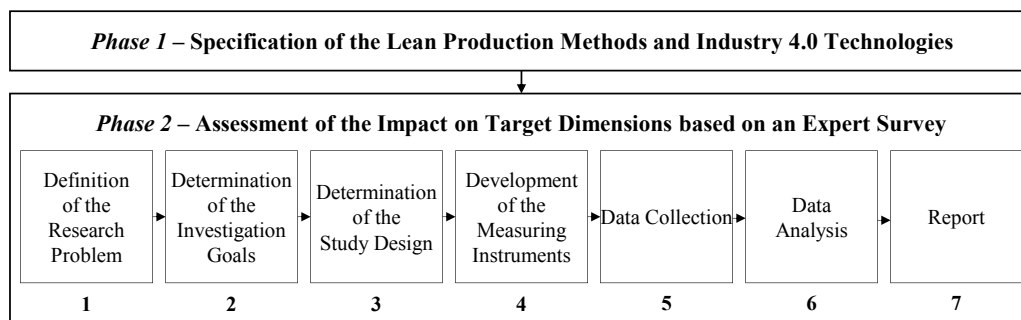 Phase 1 – Specification of the Lean Production Methods and Industry 4.0 Technologies
Phase 2 – Assessment of the Impact on Target Dimensions based on an Expert Survey
Definition
of the
Research
Problem
Determination
of the
Investigation
Goals
Determination
of the
Study Design
Development
of the
Measuring
Instruments
Data Collection
Data
Analysis
Report
1
2
3
4
5
6
7